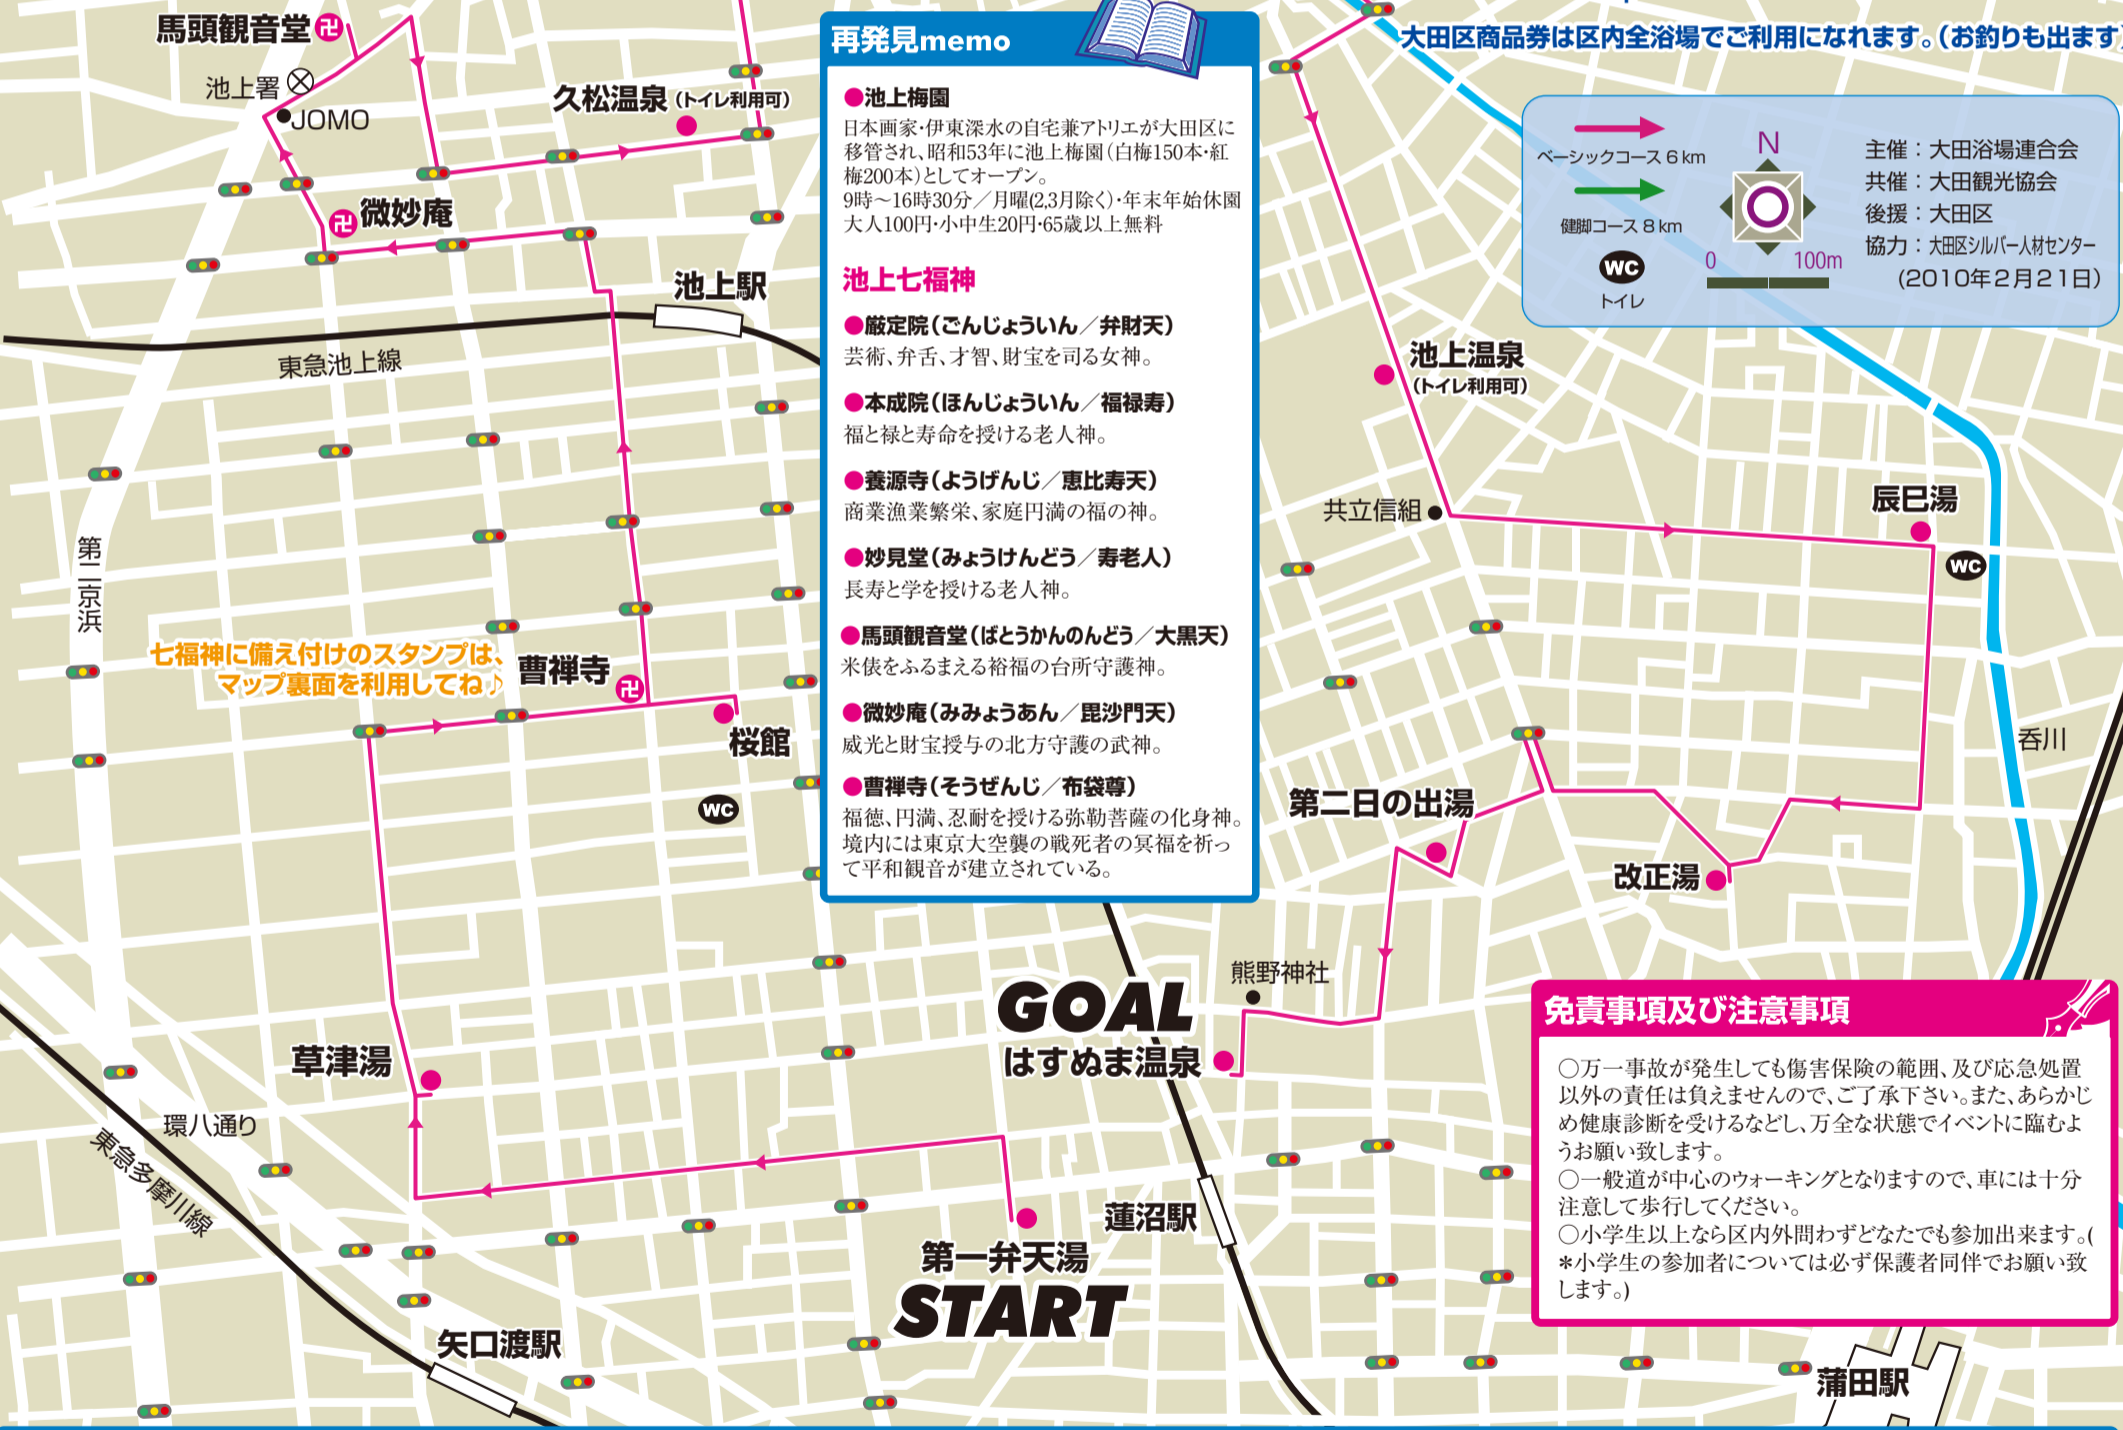 馬頭観音堂
池上署
JOMO
久松温泉（トイレ利用可）
微妙庵
池上駅
東急池上線
第二京浜
七福神に備え付けのスタンプは、
マップ裏面を利用してね♪
曹禅寺
桜館
WC
草津湯
環八通り
東急多摩川線
矢口渡駅
再発見memo
●池上梅園
日本画家・伊東深水の自宅兼アトリエが大田区に
移管され、昭和53年に池上梅園（白梅150本・紅
梅200本）としてオープン。
9時～16時30分／月曜(2,3月除く)・年末年始休園
大人100円・小中生20円・65歳以上無料
池上七福神
●厳定院（ごんじょういん／弁財天）
芸術、弁舌、才智、財宝を司る女神。
●本成院（ほんじょういん／福禄寿）
福と禄と寿命を授ける老人神。
●養源寺（ようげんじ／恵比寿天）
商業漁業繁栄、家庭円満の福の神。
●妙見堂（みょうけんどう／寿老人）
長寿と学を授ける老人神。
●馬頭観音堂（ばとうかんのんどう／大黒天）
米俵をふるまえる裕福の台所守護神。
●微妙庵（みみょうあん／毘沙門天）
威光と財宝授与の北方守護の武神。
●曹禅寺（そうぜんじ／布袋尊）
福徳、円満、忍耐を授ける弥勒菩薩の化身神。
境内には東京大空襲の戦死者の冥福を祈っ
て平和観音が建立されている。
大田区商品券は区内全浴場でご利用になれます。（お釣りも出ます
ベーシックコース 6 km
健脚コース 8 km
WC
トイレ
N
0 100m
主催：大田浴場連合会
共催：大田観光協会
後援：大田区
協力：大田区シルバー人材センター
（2010年2月21日）
池上温泉
（トイレ利用可）
共立信組
辰巳湯
WC
呑川
第二日の出湯
改正湯
熊野神社
GOAL
はすぬま温泉
蓮沼駅
第一弁天湯
START
免責事項及び注意事項
○万一事故が発生しても傷害保険の範囲、及び応急処置
以外の責任は負えませんので、ご了承下さい。また、あらかじ
め健康診断を受けるなどし、万全な状態でイベントに臨むよ
うお願い致します。
○一般道が中心のウォーキングとなりますので、車には十分
注意して歩行してください。
○小学生以上なら区内外問わずどなたでも参加出来ます。(
＊小学生の参加者については必ず保護者同伴でお願い致
します。)
蒲田駅